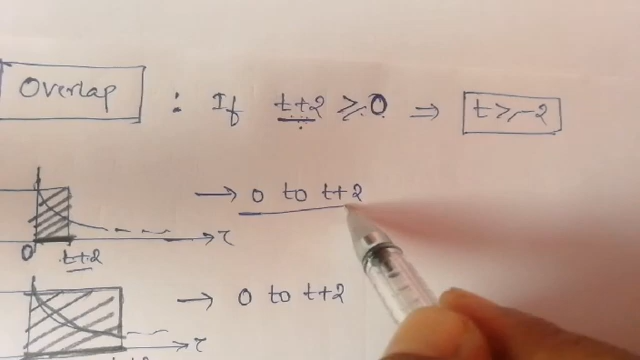 Overlap : If t+2 ≥ 0 ⇒ t ≥ -2
→ 0 to t+2
0 t+2 τ
→ 0 to t+2
τ